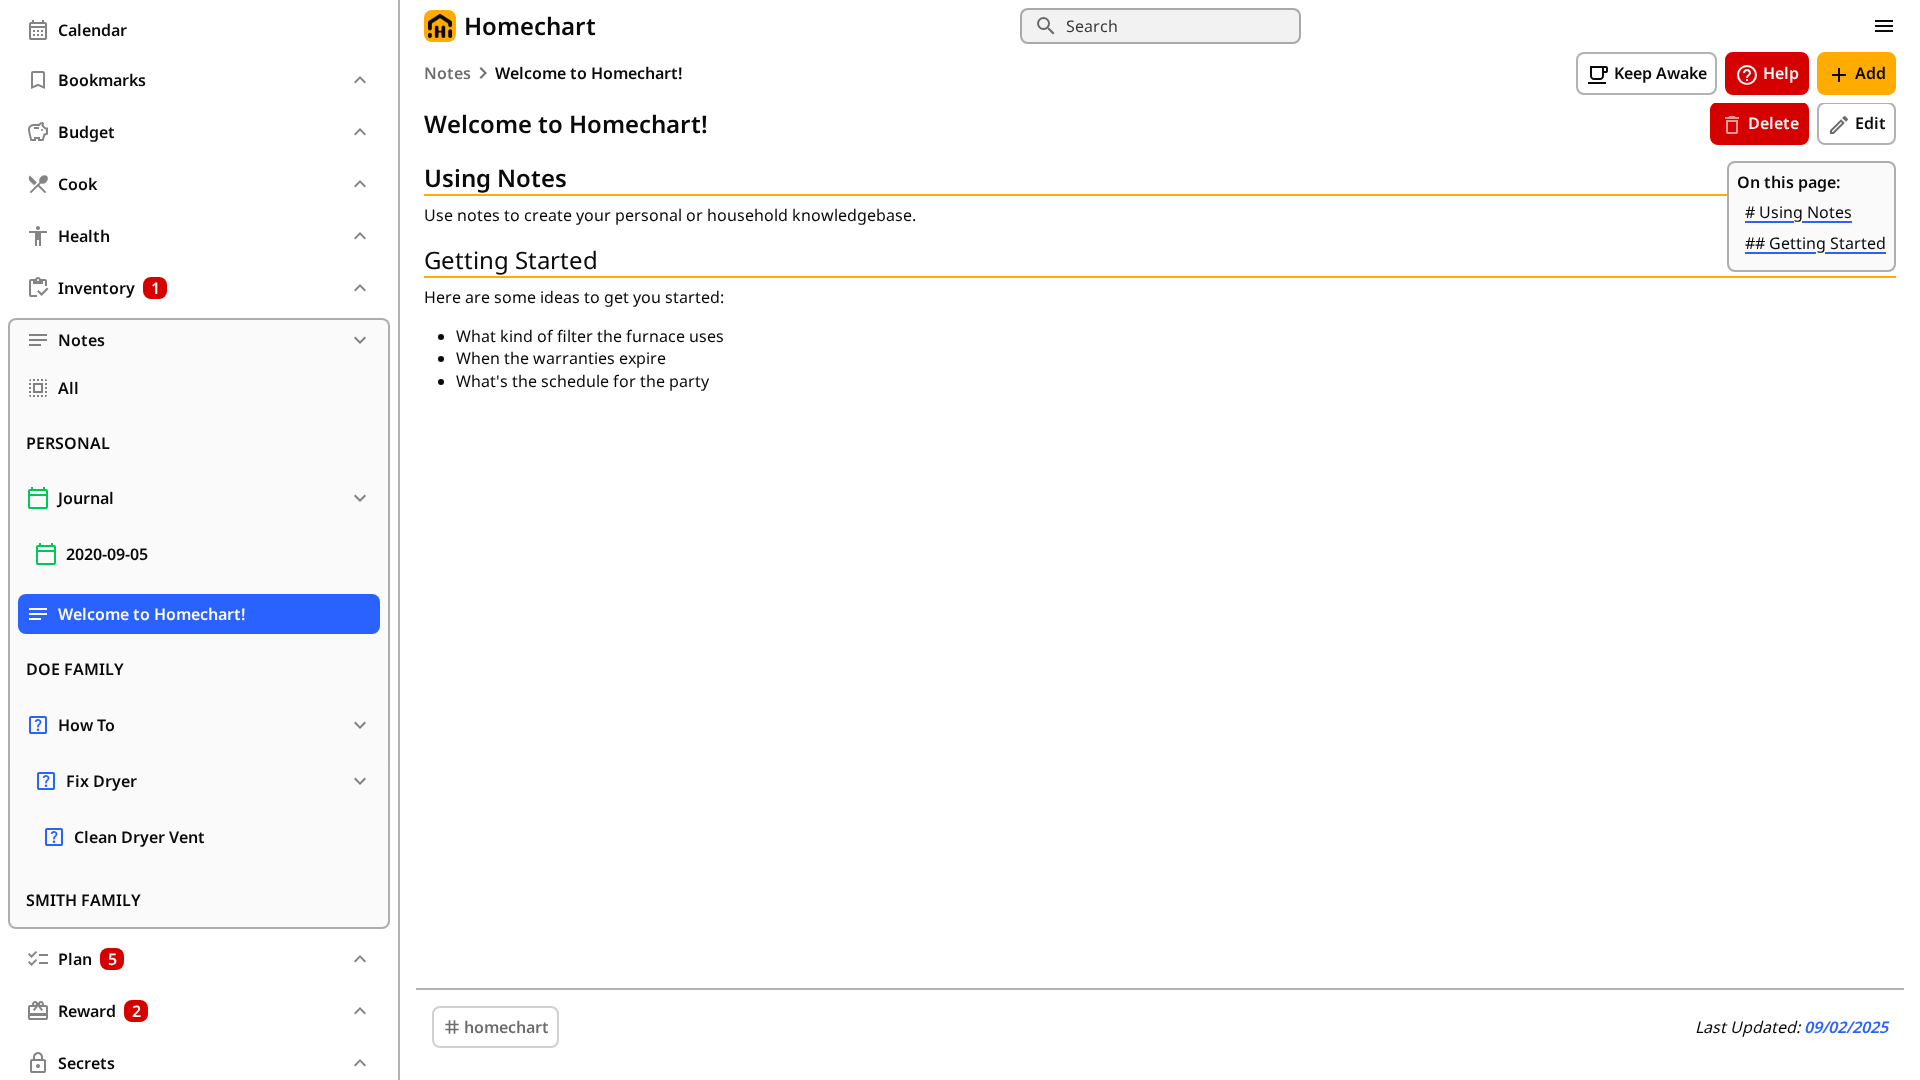 Calendar
Bookmarks
Budget
Cook
Health
Inventory 1
Notes
All
PERSONAL
Journal
2020-09-05
Welcome to Homechart!
DOE FAMILY
How To
Fix Dryer
Clean Dryer Vent
SMITH FAMILY
Plan 5
Reward 2
Secrets
Homechart
Search
Notes Welcome to Homechart!
Keep Awake
Help
Add
Welcome to Homechart!
Delete
Edit
Using Notes
Use notes to create your personal or household knowledgebase.
Getting Started
Here are some ideas to get you started:
What kind of filter the furnace uses
When the warranties expire
What's the schedule for the party
On this page:
# Using Notes
## Getting Started
# homechart
Last Updated: 09/02/2025